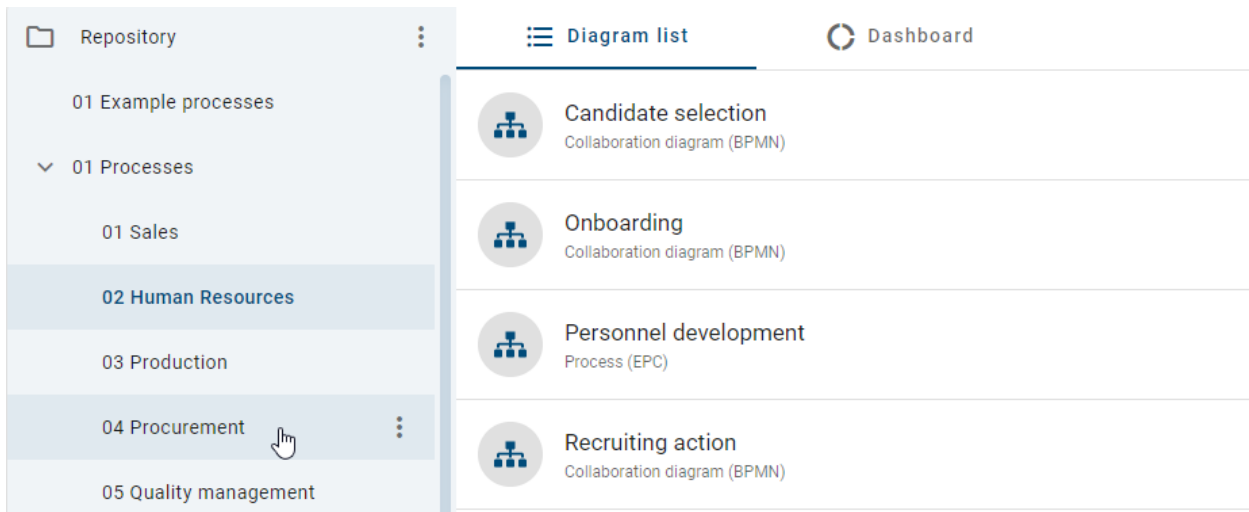 Repository
01 Example processes
01 Processes
01 Sales
02 Human Resources
03 Production
04 Procurement
05 Quality management
Diagram list
Dashboard
Candidate selection
Collaboration diagram (BPMN)
Onboarding
Collaboration diagram (BPMN)
Personnel development
Process (EPC)
Recruiting action
Collaboration diagram (BPMN)